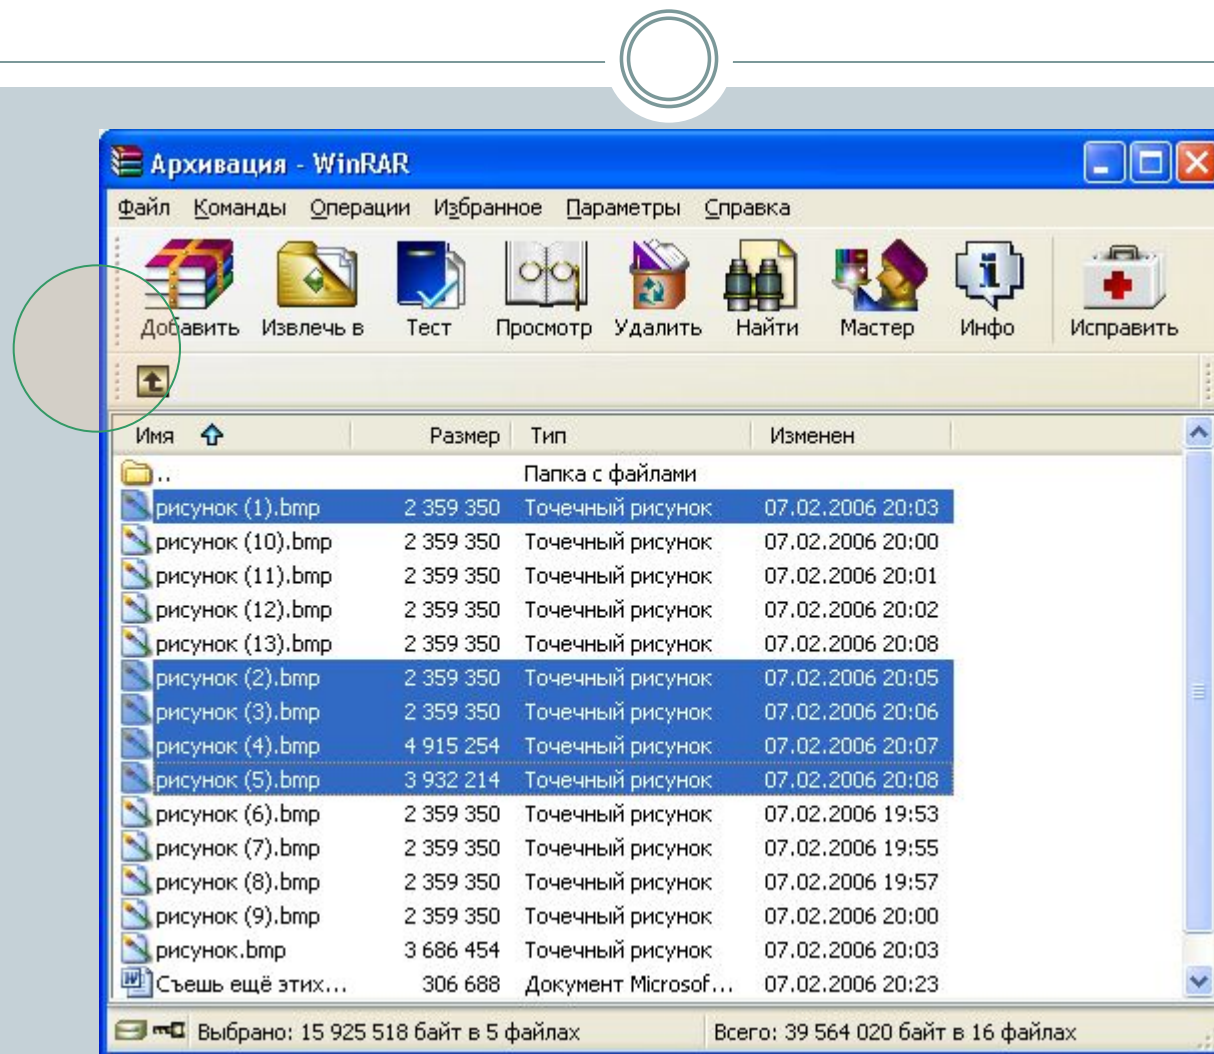 Архивация - WinRAR
Файл Команды Операции Избранное Параметры Справка
Добавить Извлечь в Тест Просмотр Удалить Найти Мастер Инфо Исправить
Имя Размер Тип Изменен
.. Папка с файлами
рисунок (1).bmp 2 359 350 Точечный рисунок 07.02.2006 20:03
рисунок (10).bmp 2 359 350 Точечный рисунок 07.02.2006 20:00
рисунок (11).bmp 2 359 350 Точечный рисунок 07.02.2006 20:01
рисунок (12).bmp 2 359 350 Точечный рисунок 07.02.2006 20:02
рисунок (13).bmp 2 359 350 Точечный рисунок 07.02.2006 20:08
рисунок (2).bmp 2 359 350 Точечный рисунок 07.02.2006 20:05
рисунок (3).bmp 2 359 350 Точечный рисунок 07.02.2006 20:06
рисунок (4).bmp 4 915 254 Точечный рисунок 07.02.2006 20:07
рисунок (5).bmp 3 932 214 Точечный рисунок 07.02.2006 20:08
рисунок (6).bmp 2 359 350 Точечный рисунок 07.02.2006 19:53
рисунок (7).bmp 2 359 350 Точечный рисунок 07.02.2006 19:55
рисунок (8).bmp 2 359 350 Точечный рисунок 07.02.2006 19:57
рисунок (9).bmp 2 359 350 Точечный рисунок 07.02.2006 20:00
рисунок.bmp 3 686 454 Точечный рисунок 07.02.2006 20:03
Съешь ещё этих... 306 688 Документ Microsof... 07.02.2006 20:23
Выбрано: 15 925 518 байт в 5 файлах Всего: 39 564 020 байт в 16 файлах